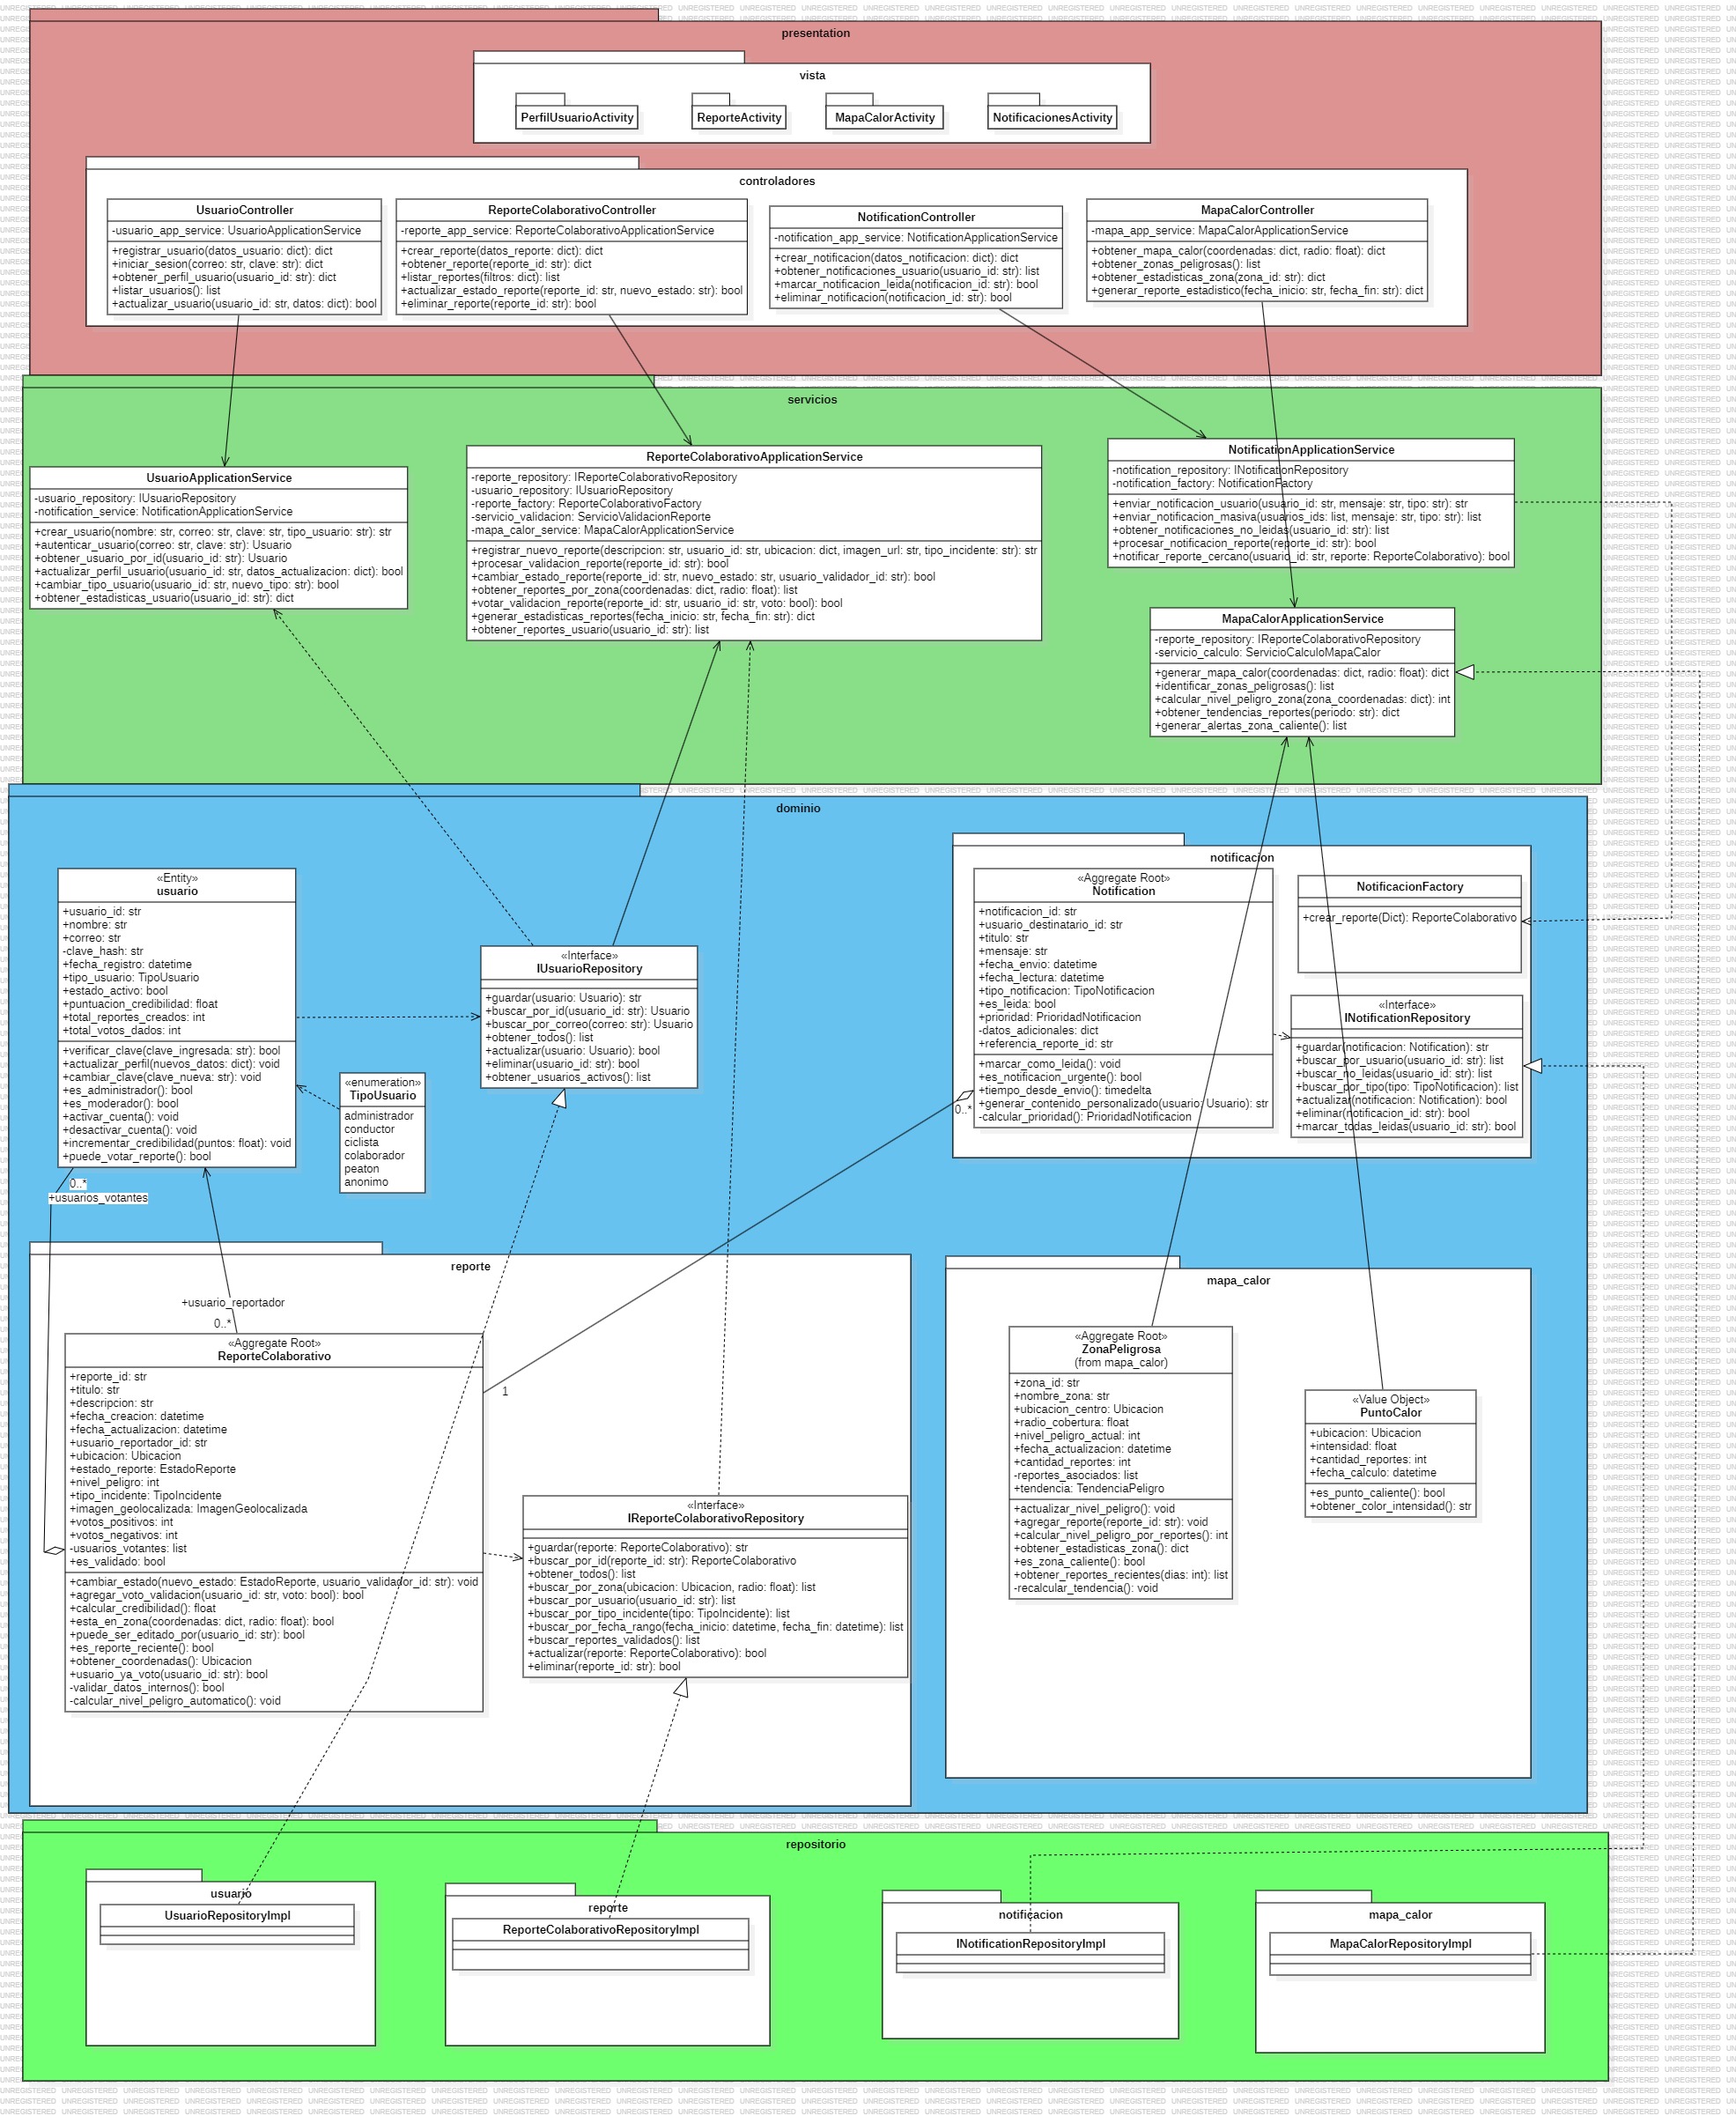 presentation
vista
PerfilUsuarioActivity
ReporteActivity
MapaCalorActivity
NotificacionesActivity
controladores
UsuarioController
-usuario_app_service: UsuarioApplicationService
+registrar_usuario(datos_usuario: dict): dict
+iniciar_sesion(correo: str, clave: str): dict
+obtener_perfil_usuario(usuario_id: str): dict
+listar_usuarios(): list
+actualizar_usuario(usuario_id: str, datos: dict): bool
ReporteColaborativoController
-reporte_app_service: ReporteColaborativoApplicationService
+crear_reporte(datos_reporte: dict): dict
+obtener_reporte(reporte_id: str): dict
+listar_reportes(filtros: dict): list
+actualizar_estado_reporte(reporte_id: str, nuevo_estado: str): bool
+eliminar_reporte(reporte_id: str): bool
NotificationController
-notification_app_service: NotificationApplicationService
+crear_notificacion(datos_notificacion: dict): dict
+obtener_notificaciones_usuario(usuario_id: str): list
+marcar_notificacion_leida(notificacion_id: str): bool
+eliminar_notificacion(notificacion_id: str): bool
MapaCalorController
-mapa_app_service: MapaCalorApplicationService
+obtener_mapa_calor(coordenadas: dict, radio: float): dict
+obtener_zonas_peligrosas(): list
+obtener_estadisticas_zona(zona_id: str): dict
+generar_reporte_estadistico(fecha_inicio: str, fecha_fin: str): dict
servicios
UsuarioApplicationService
-usuario_repository: IUsuarioRepository
-notification_service: NotificationApplicationService
+crear_usuario(nombre: str, correo: str, clave: str, tipo_usuario: str): str
+autenticar_usuario(correo: str, clave: str): Usuario
+obtener_usuario_por_id(usuario_id: str): Usuario
+actualizar_perfil_usuario(usuario_id: str, datos_actualizacion: dict): bool
+cambiar_tipo_usuario(usuario_id: str, nuevo_tipo: str): bool
+obtener_estadisticas_usuario(usuario_id: str): dict
ReporteColaborativoApplicationService
-reporte_repository: IReporteColaborativoRepository
-usuario_repository: IUsuarioRepository
-reporte_factory: ReporteColaborativoFactory
-servicio_validacion: ServicioValidacionReporte
-mapa_calor_service: MapaCalorApplicationService
+registrar_nuevo_reporte(descripcion: str, usuario_id: str, ubicacion: dict, imagen_url: str, tipo_incidente: str): str
+procesar_validacion_reporte(reporte_id: str): bool
+cambiar_estado_reporte(reporte_id: str, nuevo_estado: str, usuario_validador_id: str): bool
+obtener_reportes_por_zona(coordenadas: dict, radio: float): list
+votar_validacion_reporte(reporte_id: str, usuario_id: str, voto: bool): bool
+generar_estadisticas_reportes(fecha_inicio: str, fecha_fin: str): dict
+obtener_reportes_usuario(usuario_id: str): list
NotificationApplicationService
-notification_repository: INotificationRepository
-notification_factory: NotificationFactory
+enviar_notificacion_usuario(usuario_id: str, mensaje: str, tipo: str): str
+enviar_notificacion_masiva(usuarios_ids: list, mensaje: str, tipo: str): list
+obtener_notificaciones_no_leidas(usuario_id: str): list
+procesar_notificacion_reporte(reporte_id: str): bool
+notificar_reporte_cercano(usuario_id: str, reporte: ReporteColaborativo): bool
MapaCalorApplicationService
-reporte_repository: IReporteColaborativoRepository
-servicio_calculo: ServicioCalculoMapaCalor
+generar_mapa_calor(coordenadas: dict, radio: float): dict
+identificar_zonas_peligrosas(): list
+calcular_nivel_peligro_zona(zona_coordenadas: dict): int
+obtener_tendencias_reportes(periodo: str): dict
+generar_alertas_zona_caliente(): list
dominio
«Entity»
usuario
+usuario_id: str
+nombre: str
+correo: str
-clave_hash: str
+fecha_registro: datetime
+tipo_usuario: TipoUsuario
+estado_activo: bool
+puntuacion_credibilidad: float
+total_reportes_creados: int
+total_votos_dados: int
+verificar_clave(clave_ingresada: str): bool
+actualizar_perfil(nuevos_datos: dict): void
+cambiar_clave(clave_nueva: str): void
+es_administrador(): bool
+es_moderador(): bool
+activar_cuenta(): void
+desactivar_cuenta(): void
+incrementar_credibilidad(puntos: float): void
+puede_votar_reporte(): bool
«enumeration»
TipoUsuario
administrador
conductor
ciclista
colaborador
peaton
anonimo
«Interface»
IUsuarioRepository
+guardar(usuario: Usuario): str
+buscar_por_id(usuario_id: str): Usuario
+buscar_por_correo(correo: str): Usuario
+obtener_todos(): list
+actualizar(usuario: Usuario): bool
+eliminar(usuario_id: str): bool
+obtener_usuarios_activos(): list
notificacion
«Aggregate Root»
Notification
+notificacion_id: str
+usuario_destinatario_id: str
+titulo: str
+mensaje: str
+fecha_envio: datetime
+fecha_lectura: datetime
+tipo_notificacion: TipoNotificacion
+es_leida: bool
+prioridad: PrioridadNotificacion
-datos_adicionales: dict
+referencia_reporte_id: str
+marcar_como_leida(): void
+es_notificacion_urgente(): bool
+tiempo_desde_envio(): timedelta
+generar_contenido_personalizado(usuario: Usuario): str
-calcular_prioridad(): PrioridadNotificacion
0..*
NotificacionFactory
+crear_reporte(Dict): ReporteColaborativo
«Interface»
INotificationRepository
+guardar(notificacion: Notification): str
+buscar_por_usuario(usuario_id: str): list
+buscar_no_leidas(usuario_id: str): list
+buscar_por_tipo(tipo: TipoNotificacion): list
+actualizar(notificacion: Notification): bool
+eliminar(notificacion_id: str): bool
+marcar_todas_leidas(usuario_id: str): bool
0..*
+usuarios_votantes
reporte
+usuario_reportador
0..*
«Aggregate Root»
ReporteColaborativo
+reporte_id: str
+titulo: str
+descripcion: str
+fecha_creacion: datetime
+fecha_actualizacion: datetime
+usuario_reportador_id: str
+ubicacion: Ubicacion
+estado_reporte: EstadoReporte
+nivel_peligro: int
+tipo_incidente: TipoIncidente
+imagen_geolocalizada: ImagenGeolocalizada
+votos_positivos: int
+votos_negativos: int
-usuarios_votantes: list
+es_validado: bool
+cambiar_estado(nuevo_estado: EstadoReporte, usuario_validador_id: str): void
+agregar_voto_validacion(usuario_id: str, voto: bool): bool
+calcular_credibilidad(): float
+esta_en_zona(coordenadas: dict, radio: float): bool
+puede_ser_editado_por(usuario_id: str): bool
+es_reporte_reciente(): bool
+obtener_coordenadas(): Ubicacion
+usuario_ya_voto(usuario_id: str): bool
-validar_datos_internos(): bool
-calcular_nivel_peligro_automatico(): void
1
«Interface»
IReporteColaborativoRepository
+guardar(reporte: ReporteColaborativo): str
+buscar_por_id(reporte_id: str): ReporteColaborativo
+obtener_todos(): list
+buscar_por_zona(ubicacion: Ubicacion, radio: float): list
+buscar_por_usuario(usuario_id: str): list
+buscar_por_tipo_incidente(tipo: TipoIncidente): list
+buscar_por_fecha_rango(fecha_inicio: datetime, fecha_fin: datetime): list
+buscar_reportes_validados(): list
+actualizar(reporte: ReporteColaborativo): bool
+eliminar(reporte_id: str): bool
mapa_calor
«Aggregate Root»
ZonaPeligrosa
(from mapa_calor)
+zona_id: str
+nombre_zona: str
+ubicacion_centro: Ubicacion
+radio_cobertura: float
+nivel_peligro_actual: int
+fecha_actualizacion: datetime
+cantidad_reportes: int
-reportes_asociados: list
+tendencia: TendenciaPeligro
+actualizar_nivel_peligro(): void
+agregar_reporte(reporte_id: str): void
+calcular_nivel_peligro_por_reportes(): int
+obtener_estadisticas_zona(): dict
+es_zona_caliente(): bool
+obtener_reportes_recientes(dias: int): list
-recalcular_tendencia(): void
«Value Object»
PuntoCalor
+ubicacion: Ubicacion
+intensidad: float
+cantidad_reportes: int
+fecha_calculo: datetime
+es_punto_caliente(): bool
+obtener_color_intensidad(): str
repositorio
usuario
UsuarioRepositoryImpl
reporte
ReporteColaborativoRepositoryImpl
notificacion
INotificationRepositoryImpl
mapa_calor
MapaCalorRepositoryImpl
UNREGISTERED